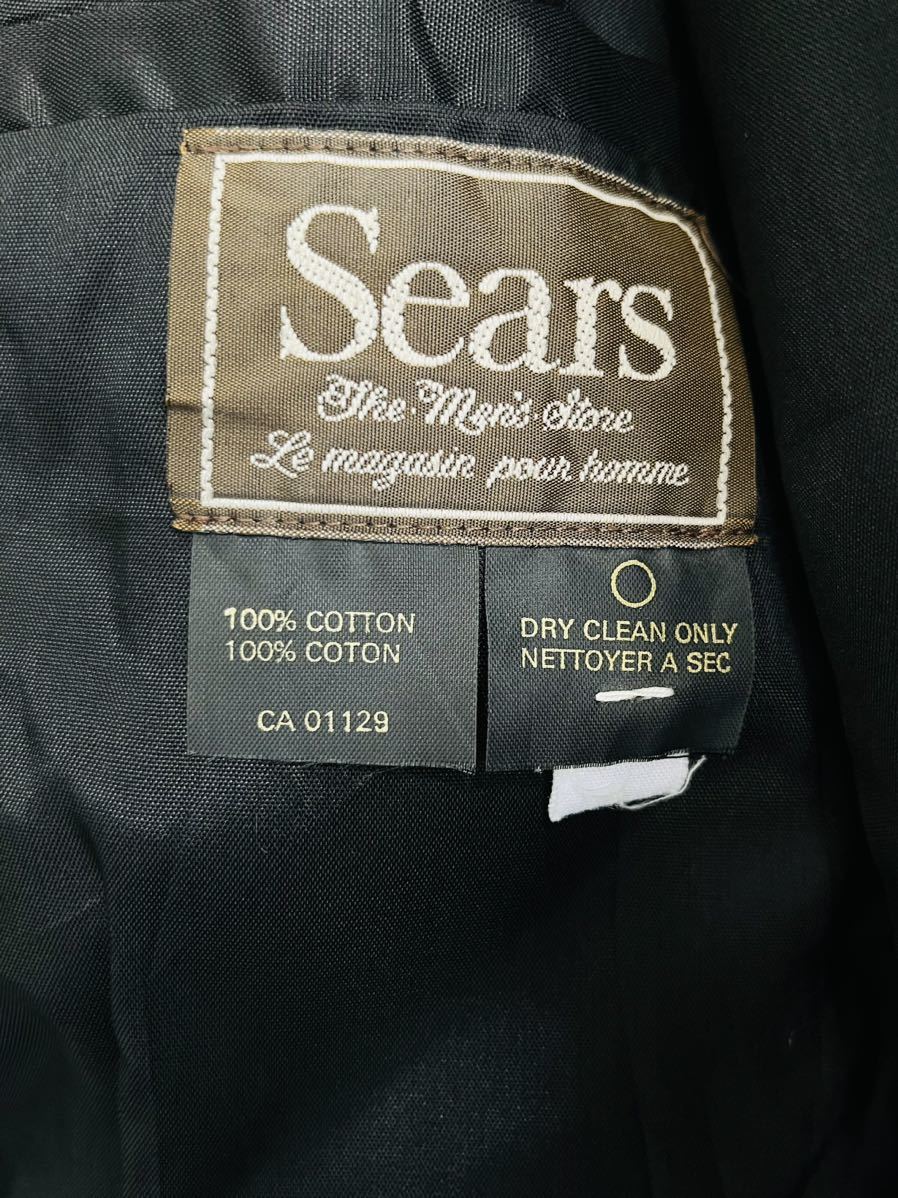 Sears
The Men's Store
Le magasin pour homme
100% COTTON
100% COTON
CA 01129
DRY CLEAN ONLY
NETTOYER A SEC